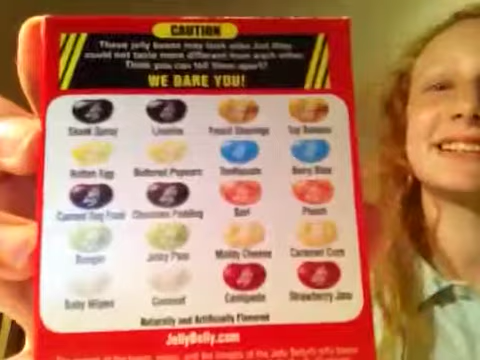 CAUTION
These jelly beans may look alike but they
could not taste more different from each other.
Think you can tell them apart?
WE DARE YOU!
Skunk Spray Licorice Pencil Shavings Top Banana
Rotten Egg Buttered Popcorn Toothpaste Berry Blue
Canned Dog Food Chocolate Pudding Barf Peach
Booger Juicy Pear Moldy Cheese Caramel Corn
Baby Wipes Coconut Centipede Strawberry Jam
Naturally and Artificially Flavored
JellyBelly.com